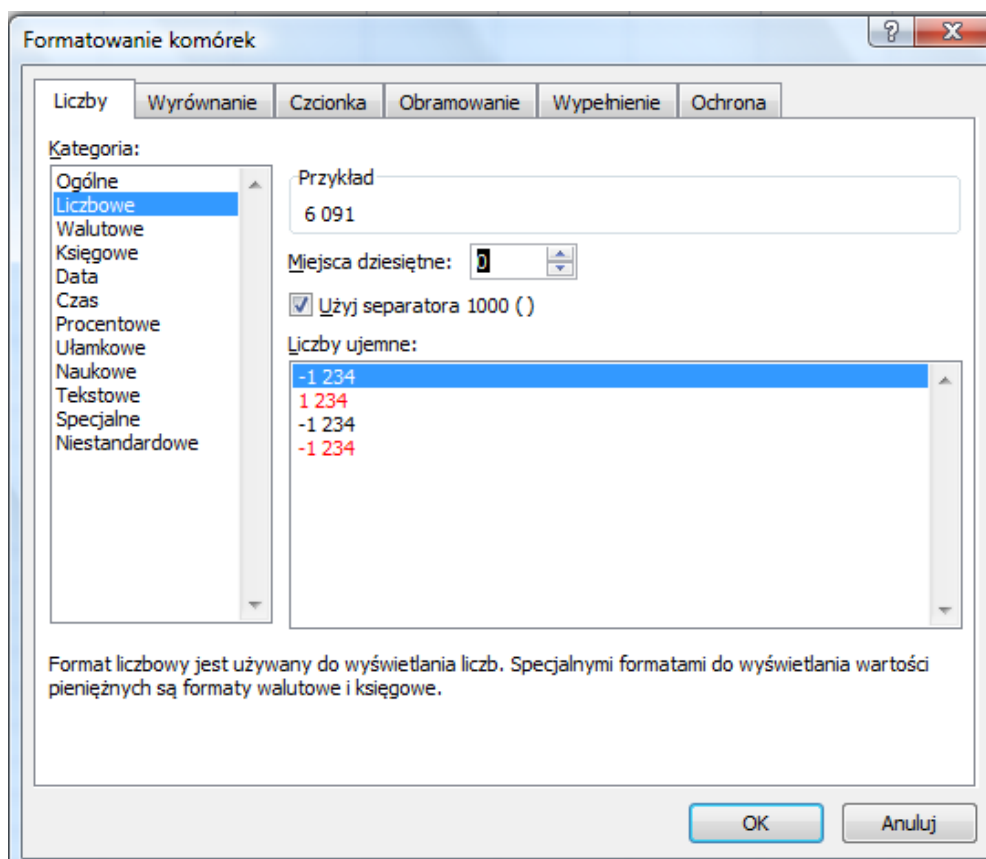 Formatowanie komórek
Liczby Wyrównanie Czcionka Obramowanie Wypełnienie Ochrona
Kategoria:
Ogólne
Liczbowe
Walutowe
Księgowe
Data
Czas
Procentowe
Ułamkowe
Naukowe
Tekstowe
Specjalne
Niestandardowe
Przykład
6 091
Miejsca dziesiętne: 0
Użyj separatora 1000 ( )
Liczby ujemne:
-1 234
1 234
-1 234
-1 234
Format liczbowy jest używany do wyświetlania liczb. Specjalnymi formatami do wyświetlania wartości
pieniężnych są formaty walutowe i księgowe.
OK Anuluj